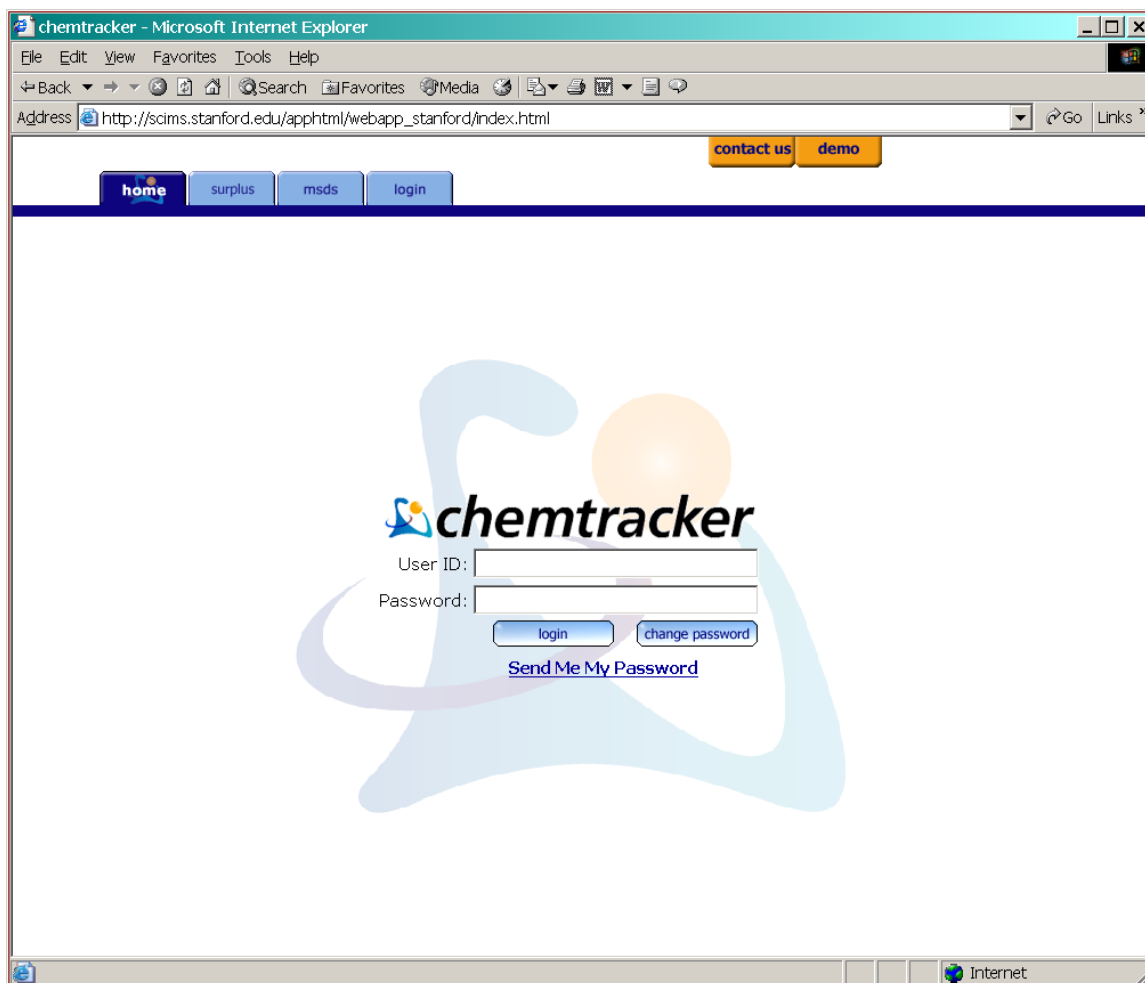 chemtracker - Microsoft Internet Explorer
File Edit View Favorites Tools Help
Back Search Favorites Media
Address http://scims.stanford.edu/apphtml/webapp_stanford/index.html Go Links »
contact us demo
home surplus msds login
chemtracker
User ID:
Password:
login change password
Send Me My Password
Internet